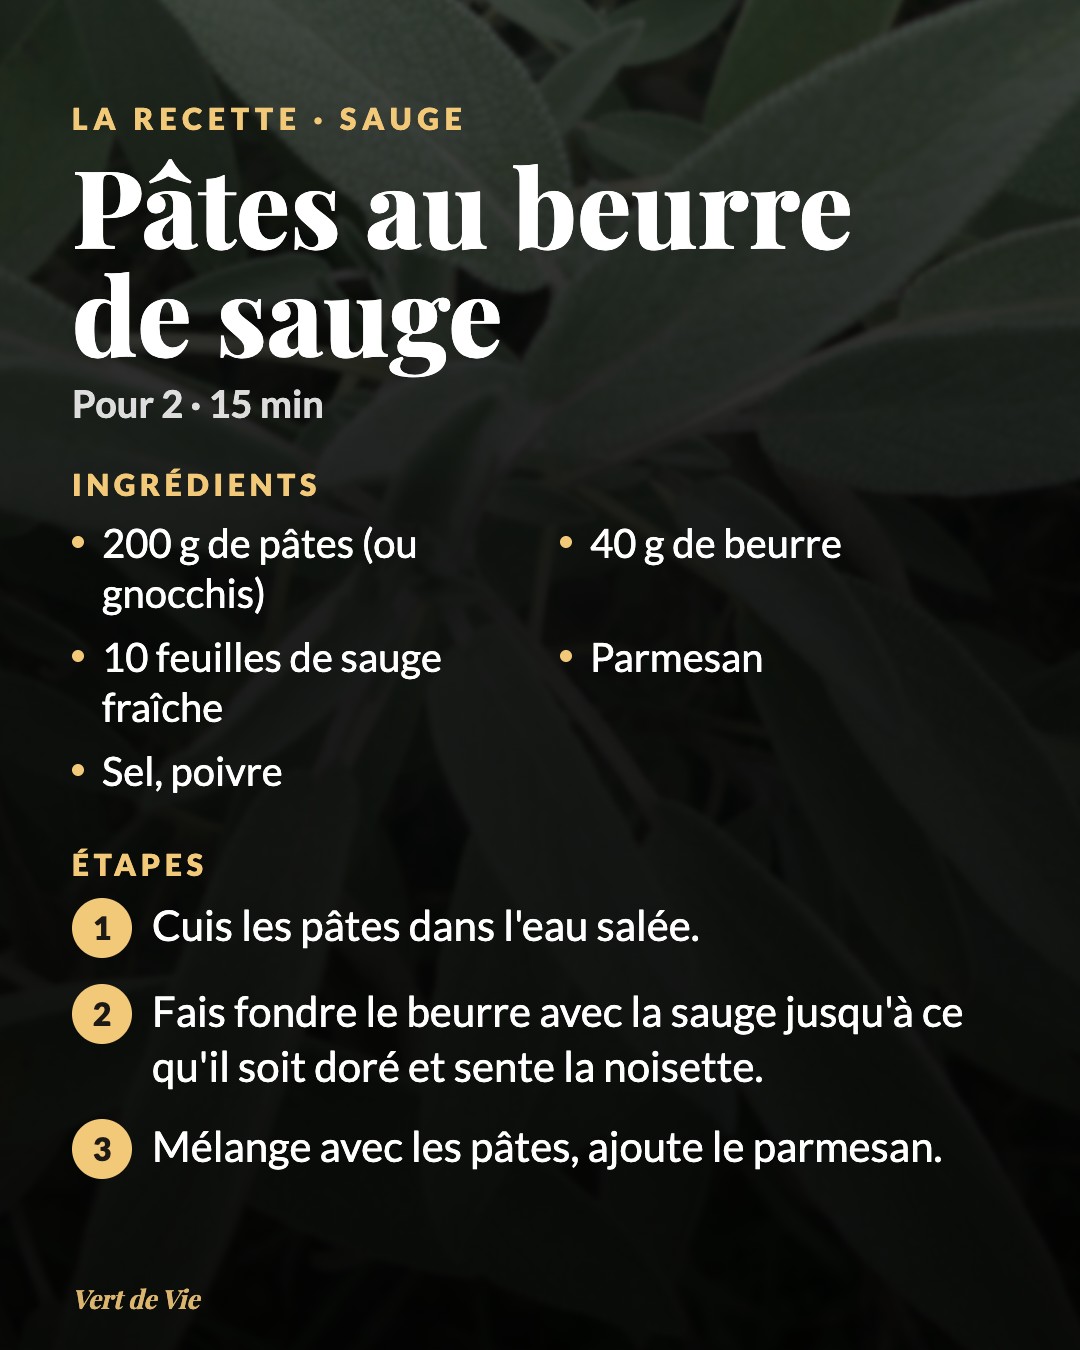 LA RECETTE · SAUGE
Pâtes au beurre
de sauge
Pour 2 · 15 min
INGRÉDIENTS
• 200 g de pâtes (ou
gnocchis)
• 40 g de beurre
• 10 feuilles de sauge
fraîche
• Parmesan
• Sel, poivre
ÉTAPES
1 Cuis les pâtes dans l'eau salée.
2 Fais fondre le beurre avec la sauge jusqu'à ce
qu'il soit doré et sente la noisette.
3 Mélange avec les pâtes, ajoute le parmesan.
Vert de Vie